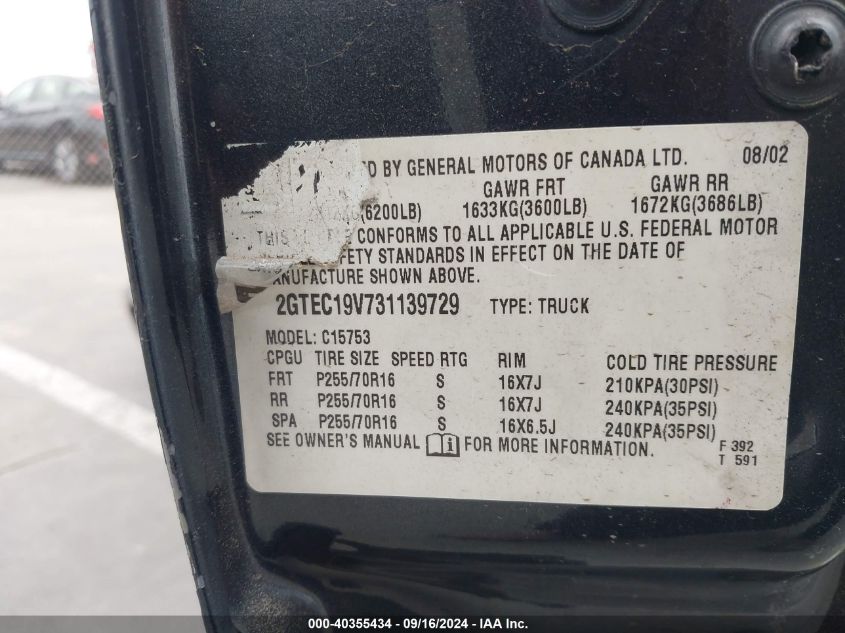 D BY GENERAL MOTORS OF CANADA LTD. 08/02
GAWR FRT GAWR RR
(6200LB) 1633KG(3600LB) 1672KG(3686LB)
THIS CONFORMS TO ALL APPLICABLE U.S. FEDERAL MOTOR
FETY STANDARDS IN EFFECT ON THE DATE OF
ANUFACTURE SHOWN ABOVE.
2GTEC19V731139729 TYPE: TRUCK
MODEL: C15753
CPGU TIRE SIZE SPEED RTG RIM COLD TIRE PRESSURE
FRT P255/70R16 S 16X7J 210KPA(30PSI)
RR P255/70R16 S 16X7J 240KPA(35PSI)
SPA P255/70R16 S 16X6.5J 240KPA(35PSI)
SEE OWNER'S MANUAL FOR MORE INFORMATION.
F 392
T 591
000-40355434 - 09/16/2024 - IAA Inc.